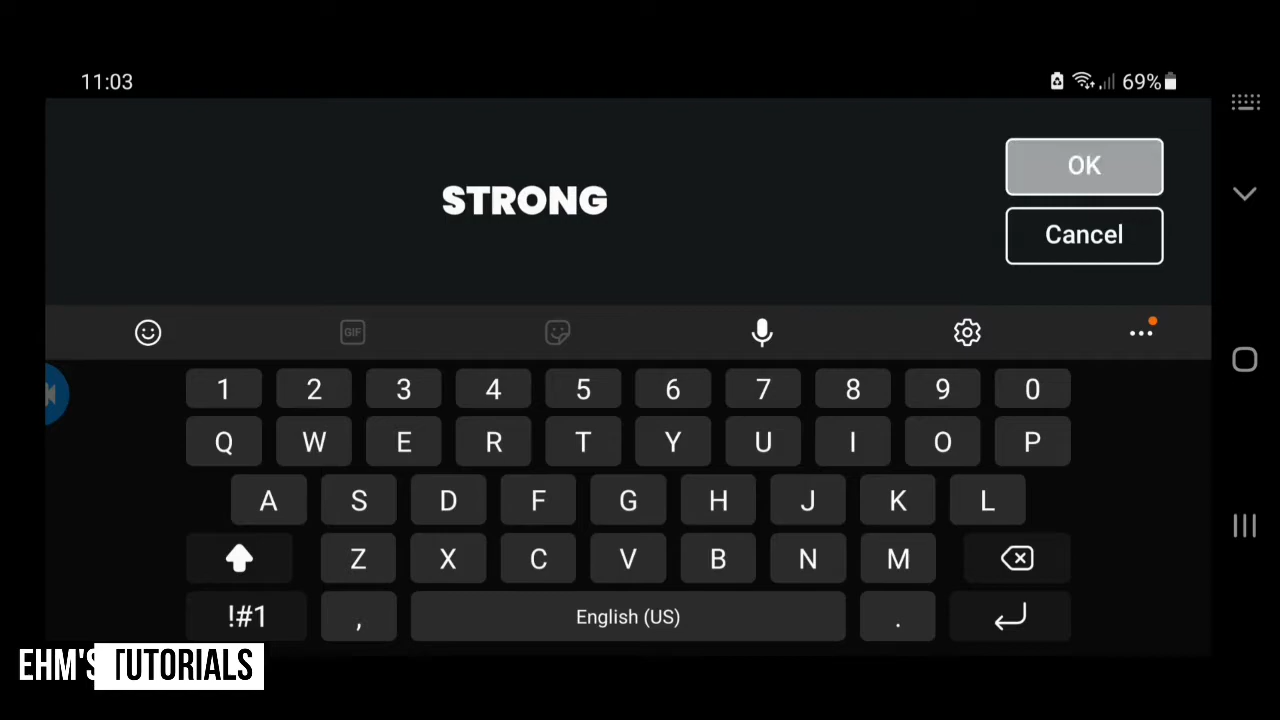 11:03
69%
STRONG
OK
Cancel
GIF
1 2 3 4 5 6 7 8 9 0
Q W E R T Y U I O P
A S D F G H J K L
Z X C V B N M
!#1 , English (US) .
EHM'S TUTORIALS